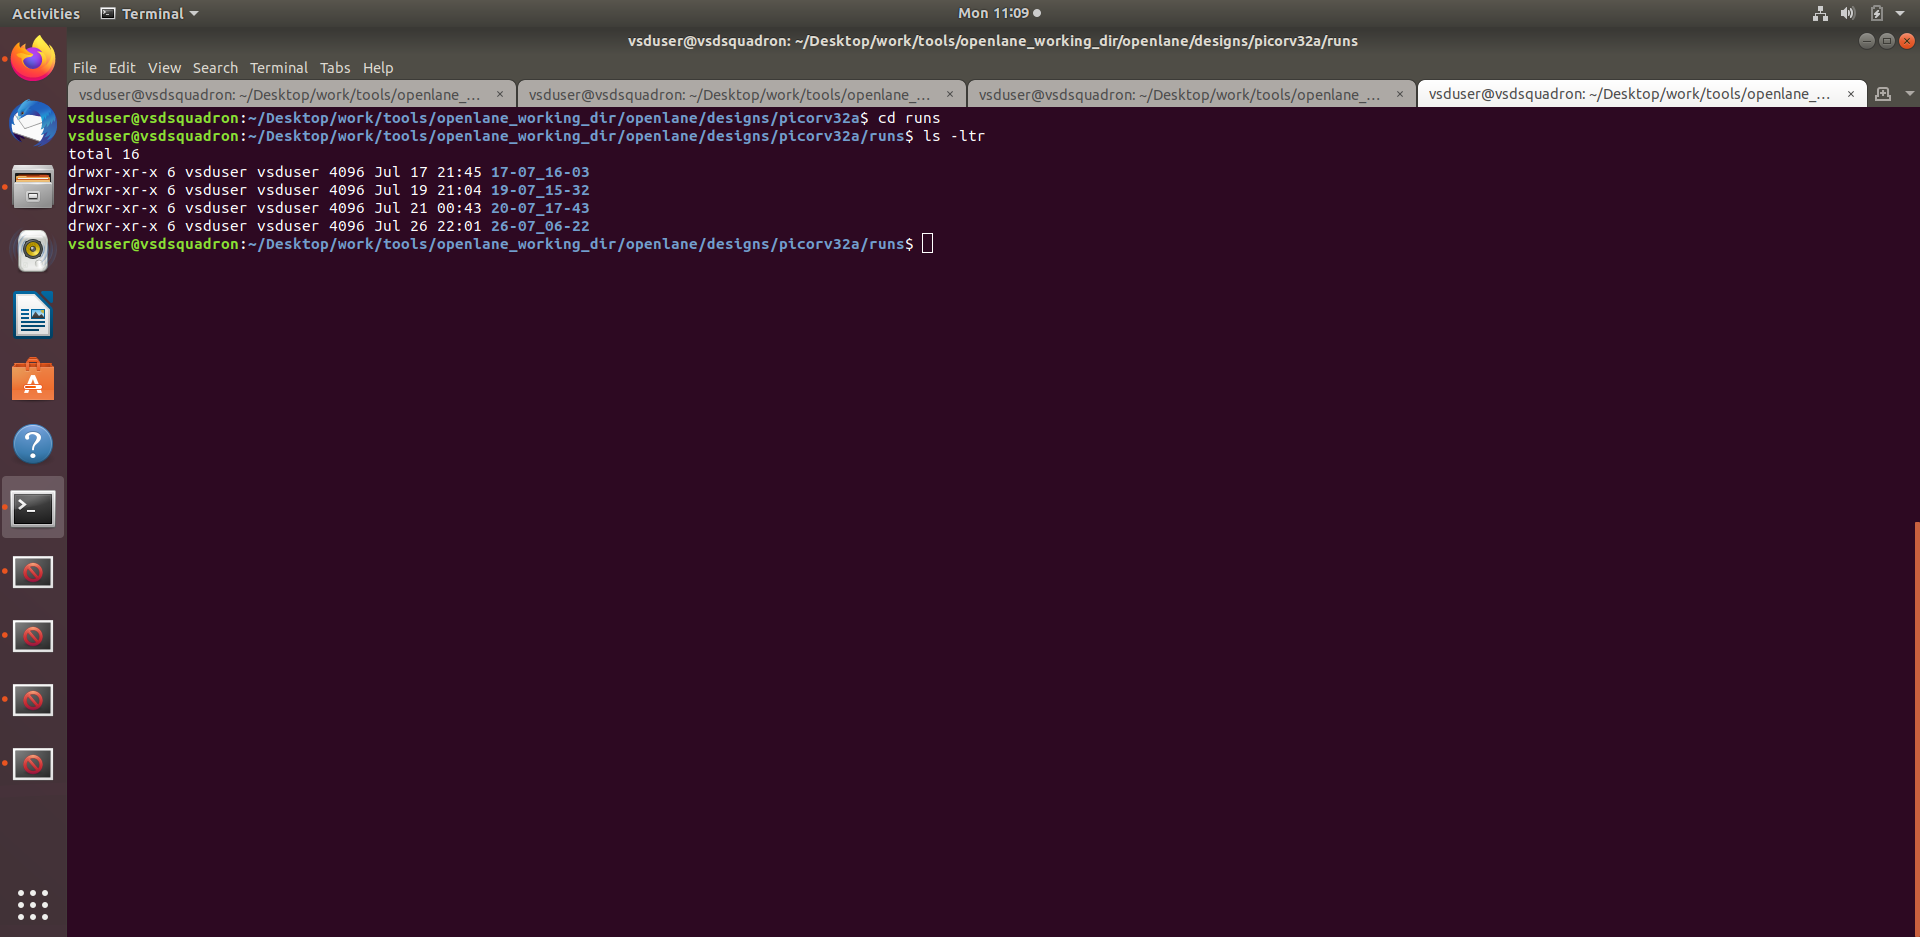 Activities Terminal Mon 11:09
vsduser@vsdsquadron: ~/Desktop/work/tools/openlane_working_dir/openlane/designs/picorv32a/runs
File Edit View Search Terminal Tabs Help
vsduser@vsdsquadron: ~/Desktop/work/tools/openlane_... × vsduser@vsdsquadron: ~/Desktop/work/tools/openlane_... × vsduser@vsdsquadron: ~/Desktop/work/tools/openlane_... × vsduser@vsdsquadron: ~/Desktop/work/tools/openlane_... ×
vsduser@vsdsquadron:~/Desktop/work/tools/openlane_working_dir/openlane/designs/picorv32a$ cd runs
vsduser@vsdsquadron:~/Desktop/work/tools/openlane_working_dir/openlane/designs/picorv32a/runs$ ls -ltr
total 16
drwxr-xr-x 6 vsduser vsduser 4096 Jul 17 21:45 17-07_16-03
drwxr-xr-x 6 vsduser vsduser 4096 Jul 19 21:04 19-07_15-32
drwxr-xr-x 6 vsduser vsduser 4096 Jul 21 00:43 20-07_17-43
drwxr-xr-x 6 vsduser vsduser 4096 Jul 26 22:01 26-07_06-22
vsduser@vsdsquadron:~/Desktop/work/tools/openlane_working_dir/openlane/designs/picorv32a/runs$